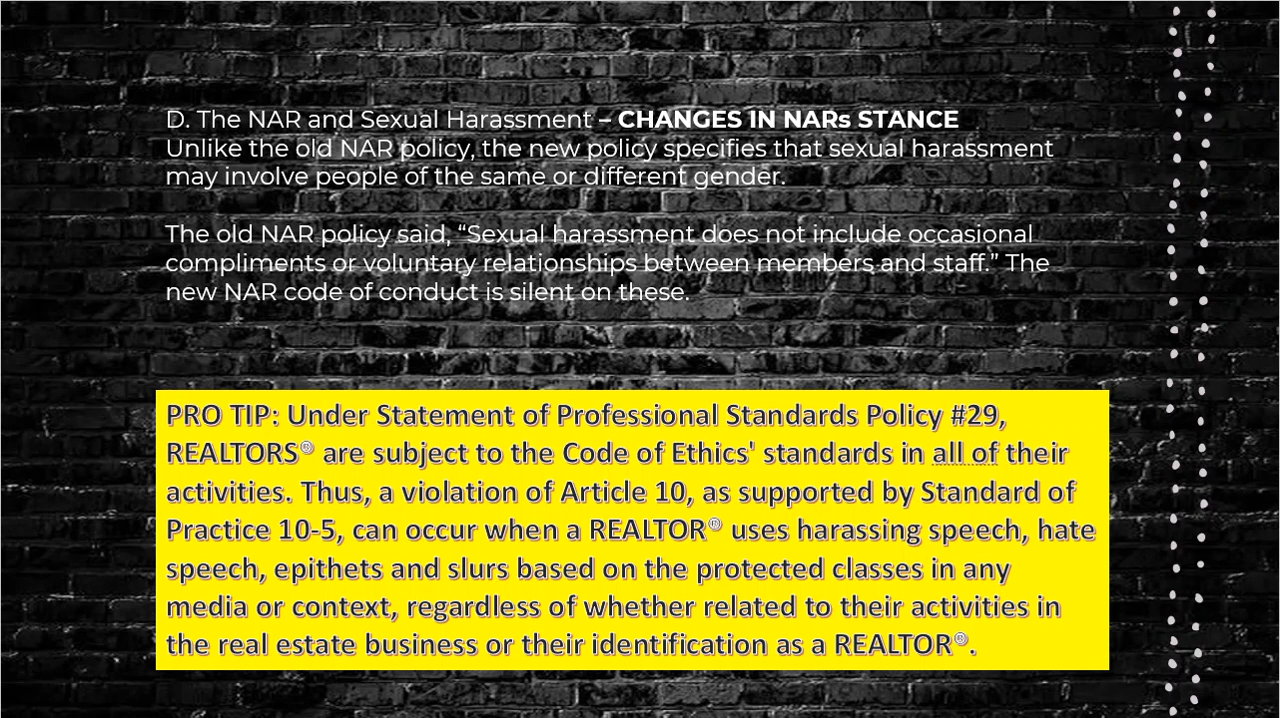 D. The NAR and Sexual Harassment – CHANGES IN NARs STANCE
Unlike the old NAR policy, the new policy specifies that sexual harassment
may involve people of the same or different gender.
The old NAR policy said, “Sexual harassment does not include occasional
compliments or voluntary relationships between members and staff.” The
new NAR code of conduct is silent on these.
PRO TIP: Under Statement of Professional Standards Policy #29,
REALTORS® are subject to the Code of Ethics' standards in all of their
activities. Thus, a violation of Article 10, as supported by Standard of
Practice 10-5, can occur when a REALTOR® uses harassing speech, hate
speech, epithets and slurs based on the protected classes in any
media or context, regardless of whether related to their activities in
the real estate business or their identification as a REALTOR®.